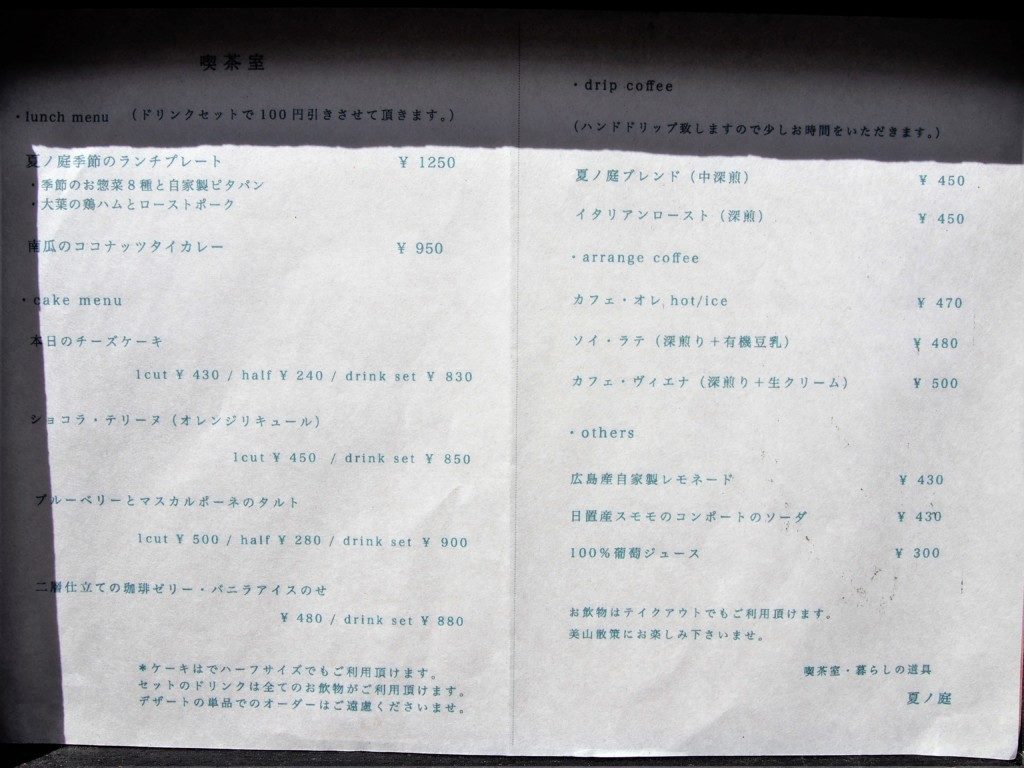 喫茶室
・lunch menu （ドリンクセットで100円引きさせて頂きます。）
夏ノ庭季節のランチプレート ¥ 1250
・季節のお惣菜8種と自家製ピタパン
・大葉の鶏ハムとローストポーク
南瓜のココナッツタイカレー ¥ 950
・cake menu
本日のチーズケーキ
1cut ¥ 430 / half ¥ 240 / drink set ¥ 830
ショコラ・テリーヌ（オレンジリキュール）
1cut ¥ 450 / drink set ¥ 850
ブルーベリーとマスカルポーネのタルト
1cut ¥ 500 / half ¥ 280 / drink set ¥ 900
二層仕立ての珈琲ゼリー・バニラアイスのせ
¥ 480 / drink set ¥ 880
＊ケーキはでハーフサイズでもご利用頂けます。
セットのドリンクは全てのお飲物がご利用頂けます。
デザートの単品でのオーダーはご遠慮くださいませ。
・drip coffee
（ハンドドリップ致しますので少しお時間をいただきます。）
夏ノ庭ブレンド（中深煎） ¥ 450
イタリアンロースト（深煎） ¥ 450
・arrange coffee
カフェ・オレ hot/ice ¥ 470
ソイ・ラテ（深煎り＋有機豆乳） ¥ 480
カフェ・ヴィエナ（深煎り＋生クリーム） ¥ 500
・others
広島産自家製レモネード ¥ 430
日置産スモモのコンポートのソーダ ¥ 430
100％葡萄ジュース ¥ 300
お飲物はテイクアウトでもご利用頂けます。
美山散策にお楽しみ下さいませ。
喫茶室・暮らしの道具
夏ノ庭